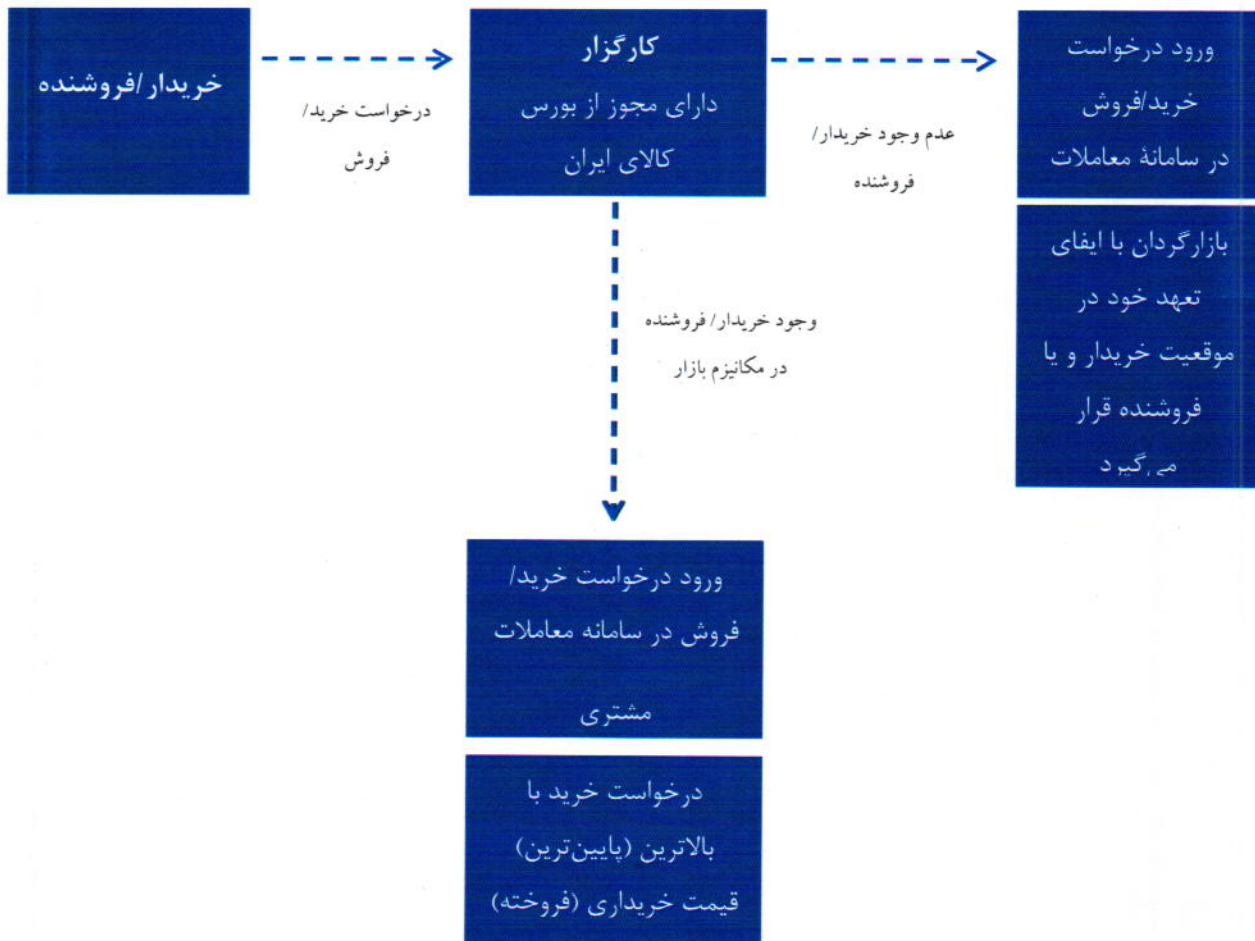 خریدار/فروشنده
درخواست خرید/
فروش
کارگزار
دارای مجوز از بورس
کالای ایران
عدم وجود خریدار/
فروشنده
ورود درخواست
خرید/فروش
در سامانهٔ معاملات
بازارگردان با ایفای
تعهد خود در
موقعیت خریدار و یا
فروشنده قرار
می‌گیرد
وجود خریدار/ فروشنده
در مکانیزم بازار
ورود درخواست خرید/
فروش در سامانه معاملات
مشتری
درخواست خرید با
بالاترین (پایین‌ترین)
قیمت خریداری (فروخته)